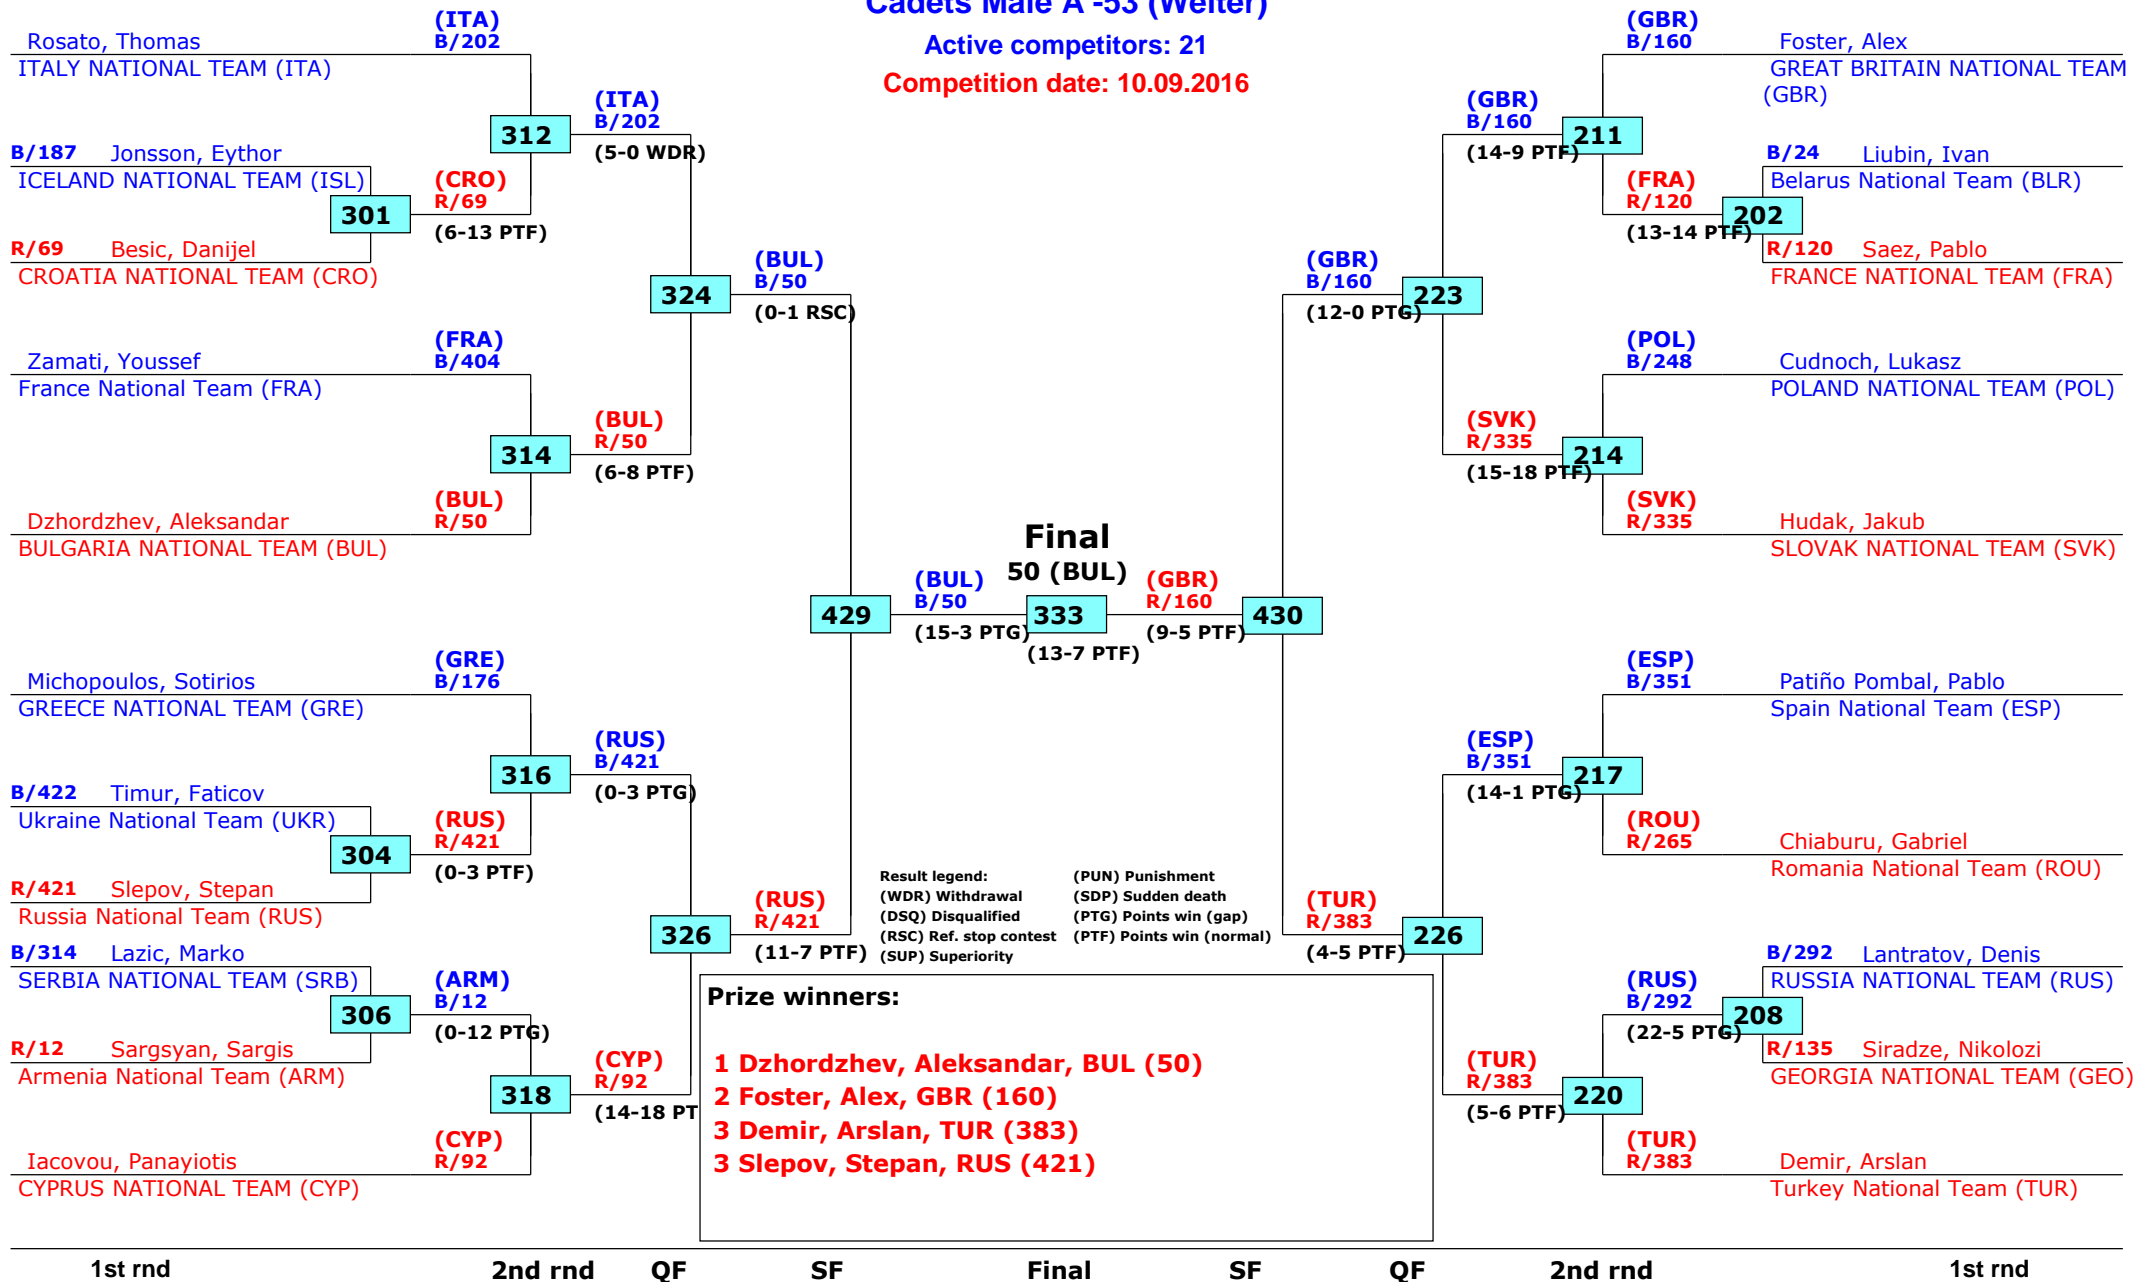 Cadets Male A -53 (Welter)
Active competitors: 21
Competition date: 10.09.2016
(ITA)
B/202
Rosato, Thomas
ITALY NATIONAL TEAM (ITA)
(ITA)
B/202
312
(5-0 WDR)
B/187 Jonsson, Eythor
ICELAND NATIONAL TEAM (ISL)
(CRO)
R/69
301
(6-13 PTF)
R/69 Besic, Danijel
CROATIA NATIONAL TEAM (CRO)
(BUL)
B/50
324
(0-1 RSC)
(FRA)
B/404
Zamati, Youssef
France National Team (FRA)
(BUL)
R/50
314
(6-8 PTF)
(BUL)
R/50
Dzhordzhev, Aleksandar
BULGARIA NATIONAL TEAM (BUL)
Final
50 (BUL)
(BUL)
B/50
429
(15-3 PTG)
333
(13-7 PTF)
(GBR)
R/160
430
(9-5 PTF)
(GRE)
B/176
Michopoulos, Sotirios
GREECE NATIONAL TEAM (GRE)
(RUS)
B/421
316
(0-3 PTG)
B/422 Timur, Faticov
Ukraine National Team (UKR)
(RUS)
R/421
304
(0-3 PTF)
R/421 Slepov, Stepan
Russia National Team (RUS)
(RUS)
R/421
326
(11-7 PTF)
B/314 Lazic, Marko
SERBIA NATIONAL TEAM (SRB)
(ARM)
B/12
306
(0-12 PTG)
R/12 Sargsyan, Sargis
Armenia National Team (ARM)
(CYP)
R/92
318
(14-18 PT
(CYP)
R/92
Iacovou, Panayiotis
CYPRUS NATIONAL TEAM (CYP)
(GBR)
B/160
Foster, Alex
GREAT BRITAIN NATIONAL TEAM
(GBR)
(GBR)
B/160
211
(14-9 PTF)
B/24 Liubin, Ivan
Belarus National Team (BLR)
(FRA)
R/120
202
(13-14 PTF)
R/120 Saez, Pablo
FRANCE NATIONAL TEAM (FRA)
(GBR)
B/160
223
(12-0 PTG)
(POL)
B/248
Cudnoch, Lukasz
POLAND NATIONAL TEAM (POL)
(SVK)
R/335
214
(15-18 PTF)
(SVK)
R/335
Hudak, Jakub
SLOVAK NATIONAL TEAM (SVK)
(ESP)
B/351
Patiño Pombal, Pablo
Spain National Team (ESP)
(ESP)
B/351
217
(14-1 PTG)
(ROU)
R/265
Chiaburu, Gabriel
Romania National Team (ROU)
(TUR)
R/383
226
(4-5 PTF)
B/292 Lantratov, Denis
RUSSIA NATIONAL TEAM (RUS)
(RUS)
B/292
208
(22-5 PTG)
R/135 Siradze, Nikolozi
GEORGIA NATIONAL TEAM (GEO)
(TUR)
R/383
220
(5-6 PTF)
(TUR)
R/383
Demir, Arslan
Turkey National Team (TUR)
Result legend: (PUN) Punishment
(WDR) Withdrawal (SDP) Sudden death
(DSQ) Disqualified (PTG) Points win (gap)
(RSC) Ref. stop contest (PTF) Points win (normal)
(SUP) Superiority
Prize winners:
1 Dzhordzhev, Aleksandar, BUL (50)
2 Foster, Alex, GBR (160)
3 Demir, Arslan, TUR (383)
3 Slepov, Stepan, RUS (421)
1st rnd 2nd rnd QF SF Final SF QF 2nd rnd 1st rnd